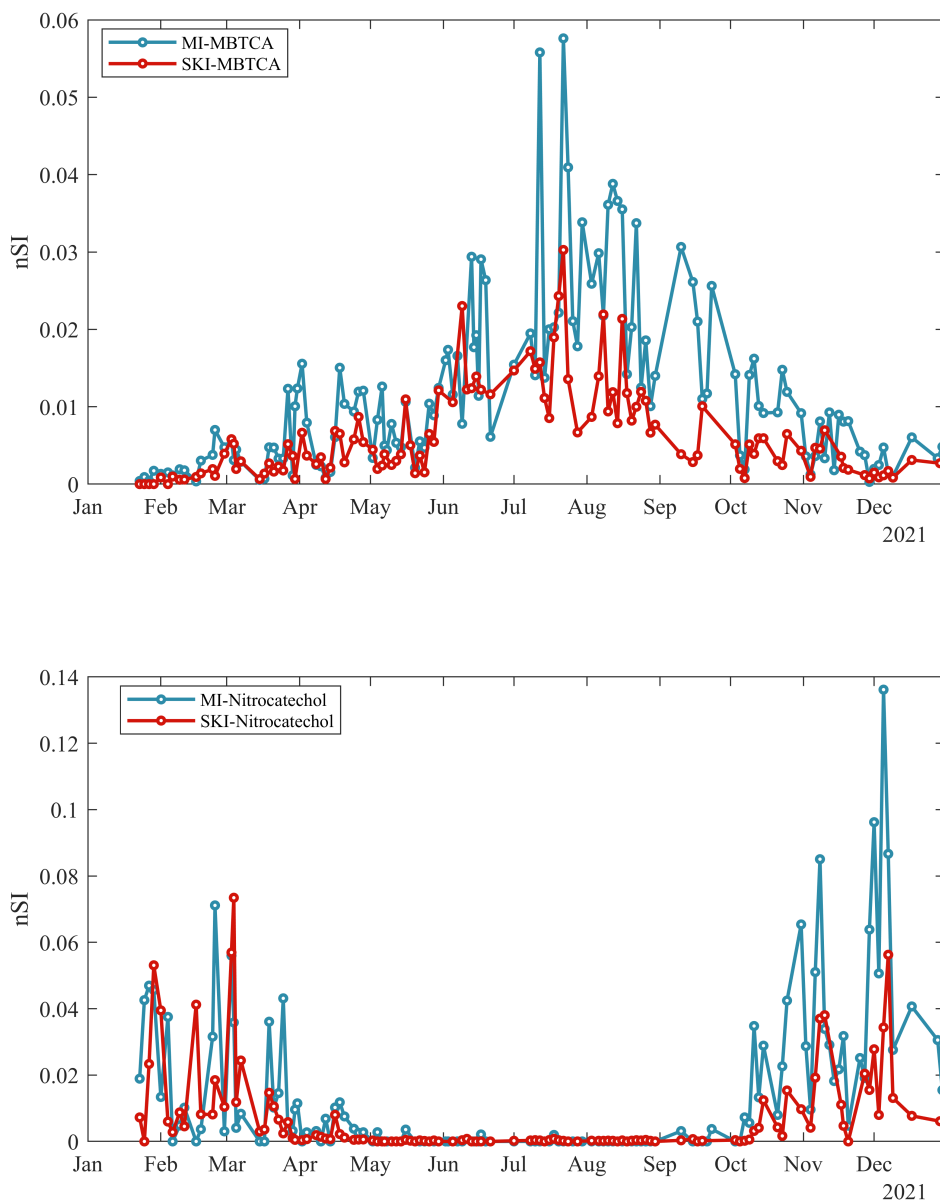 0.06
MI-MBTCA
SKI-MBTCA
0.05
0.04
nSI
0.03
0.02
0.01
0
Jan Feb Mar Apr May Jun Jul Aug Sep Oct Nov Dec
2021
0.14
MI-Nitrocatechol
SKI-Nitrocatechol
0.12
0.1
0.08
nSI
0.06
0.04
0.02
0
Jan Feb Mar Apr May Jun Jul Aug Sep Oct Nov Dec
2021